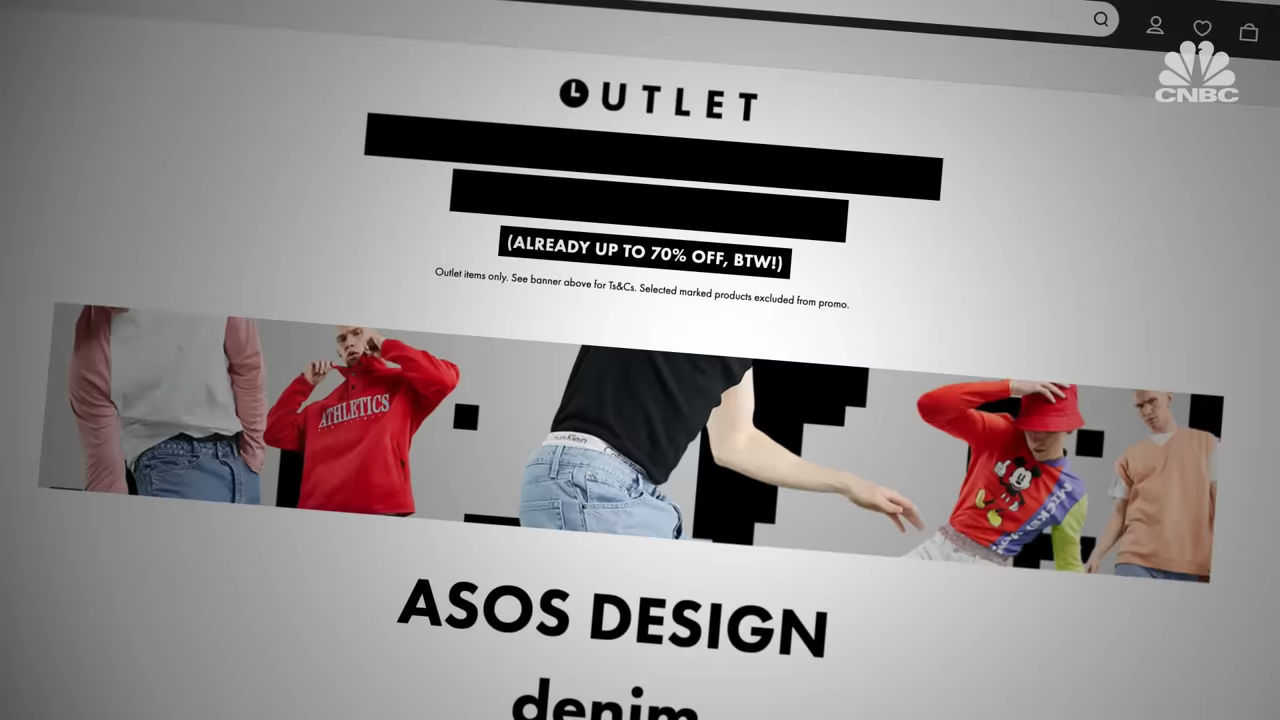 CNBC
OUTLET
(ALREADY UP TO 70% OFF, BTW!)
Outlet items only. See banner above for Ts&Cs. Selected marked products excluded from promo.
ATHLETICS
Klein
ASOS DESIGN
denim